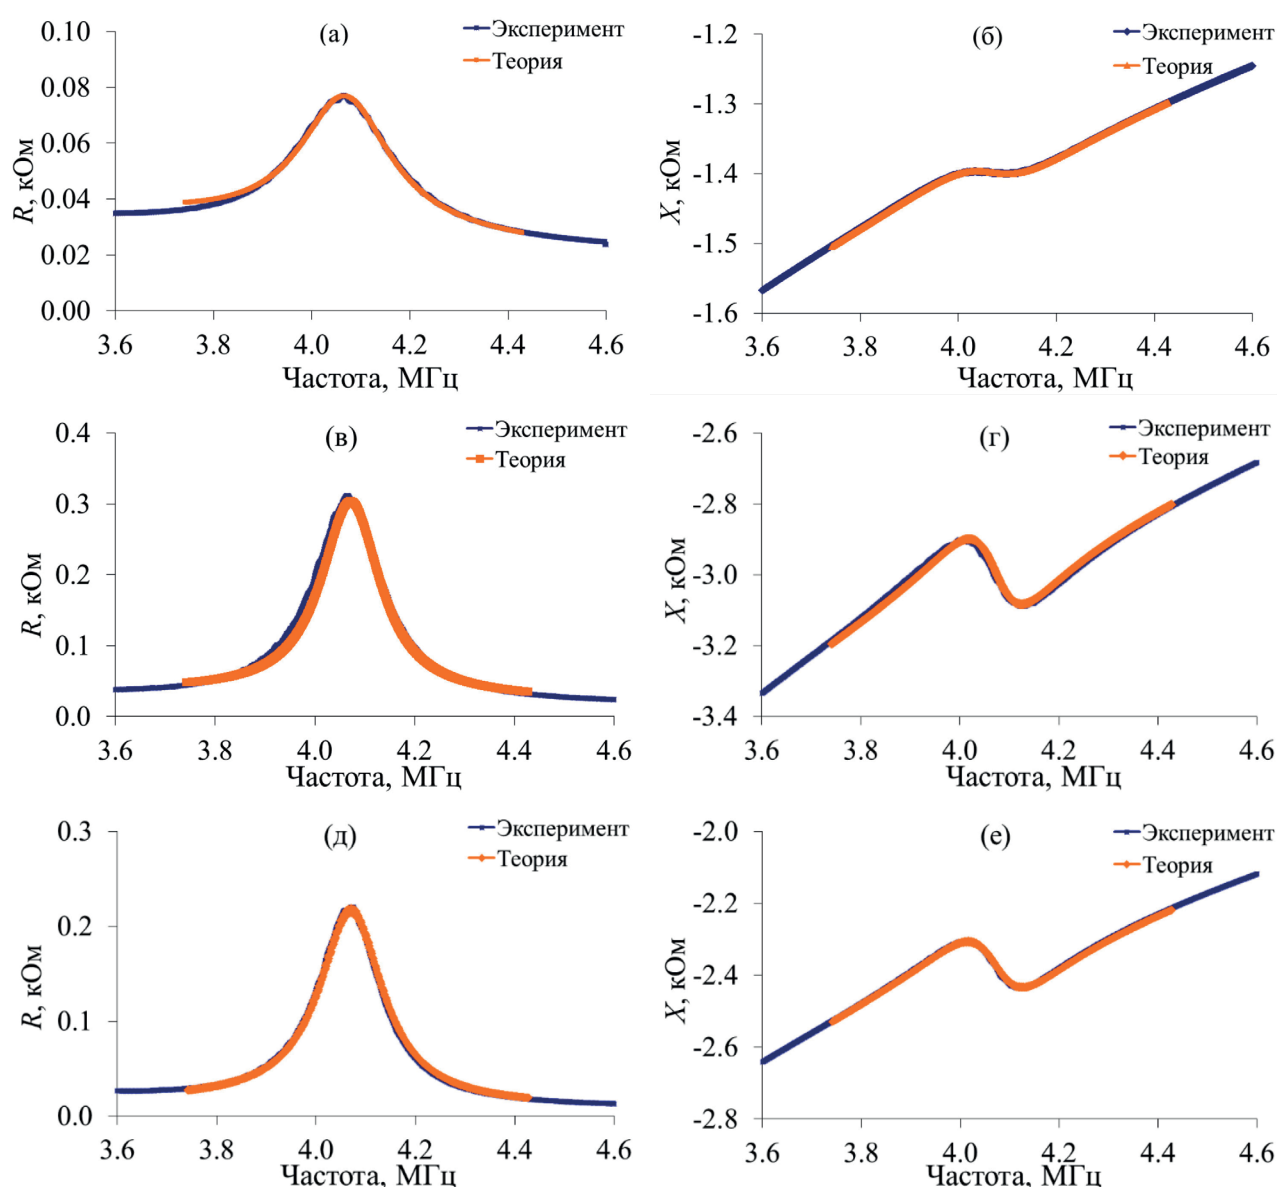 (а)
Эксперимент
Теория
R, кОм
0.10
0.08
0.06
0.04
0.02
0.00
3.6 3.8 4.0 4.2 4.4 4.6
Частота, МГц
(б)
Эксперимент
Теория
X, кОм
-1.2
-1.3
-1.4
-1.5
-1.6
3.6 3.8 4.0 4.2 4.4 4.6
Частота, МГц
(в)
Эксперимент
Теория
R, кОм
0.4
0.3
0.2
0.1
0.0
3.6 3.8 4.0 4.2 4.4 4.6
Частота, МГц
(г)
Эксперимент
Теория
X, кОм
-2.6
-2.8
-3.0
-3.2
-3.4
3.6 3.8 4.0 4.2 4.4 4.6
Частота, МГц
(д)
Эксперимент
Теория
R, кОм
0.3
0.2
0.1
0.0
3.6 3.8 4.0 4.2 4.4 4.6
Частота, МГц
(е)
Эксперимент
Теория
X, кОм
-2.0
-2.2
-2.4
-2.6
-2.8
3.6 3.8 4.0 4.2 4.4 4.6
Частота, МГц